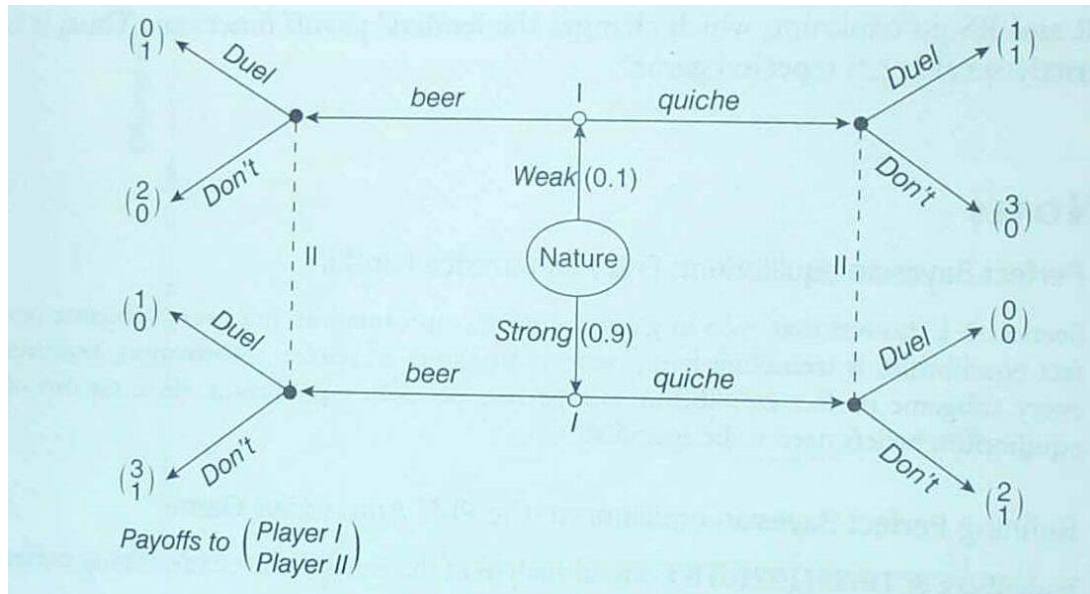 0
1
Duel
Don't
2
0
beer
I
quiche
Duel
1
1
Don't
3
0
Weak (0.1)
Nature
II
II
Strong (0.9)
1
0
Duel
Don't
3
1
beer
I
quiche
Duel
0
0
Don't
2
1
Payoffs to (Player I
Player II)